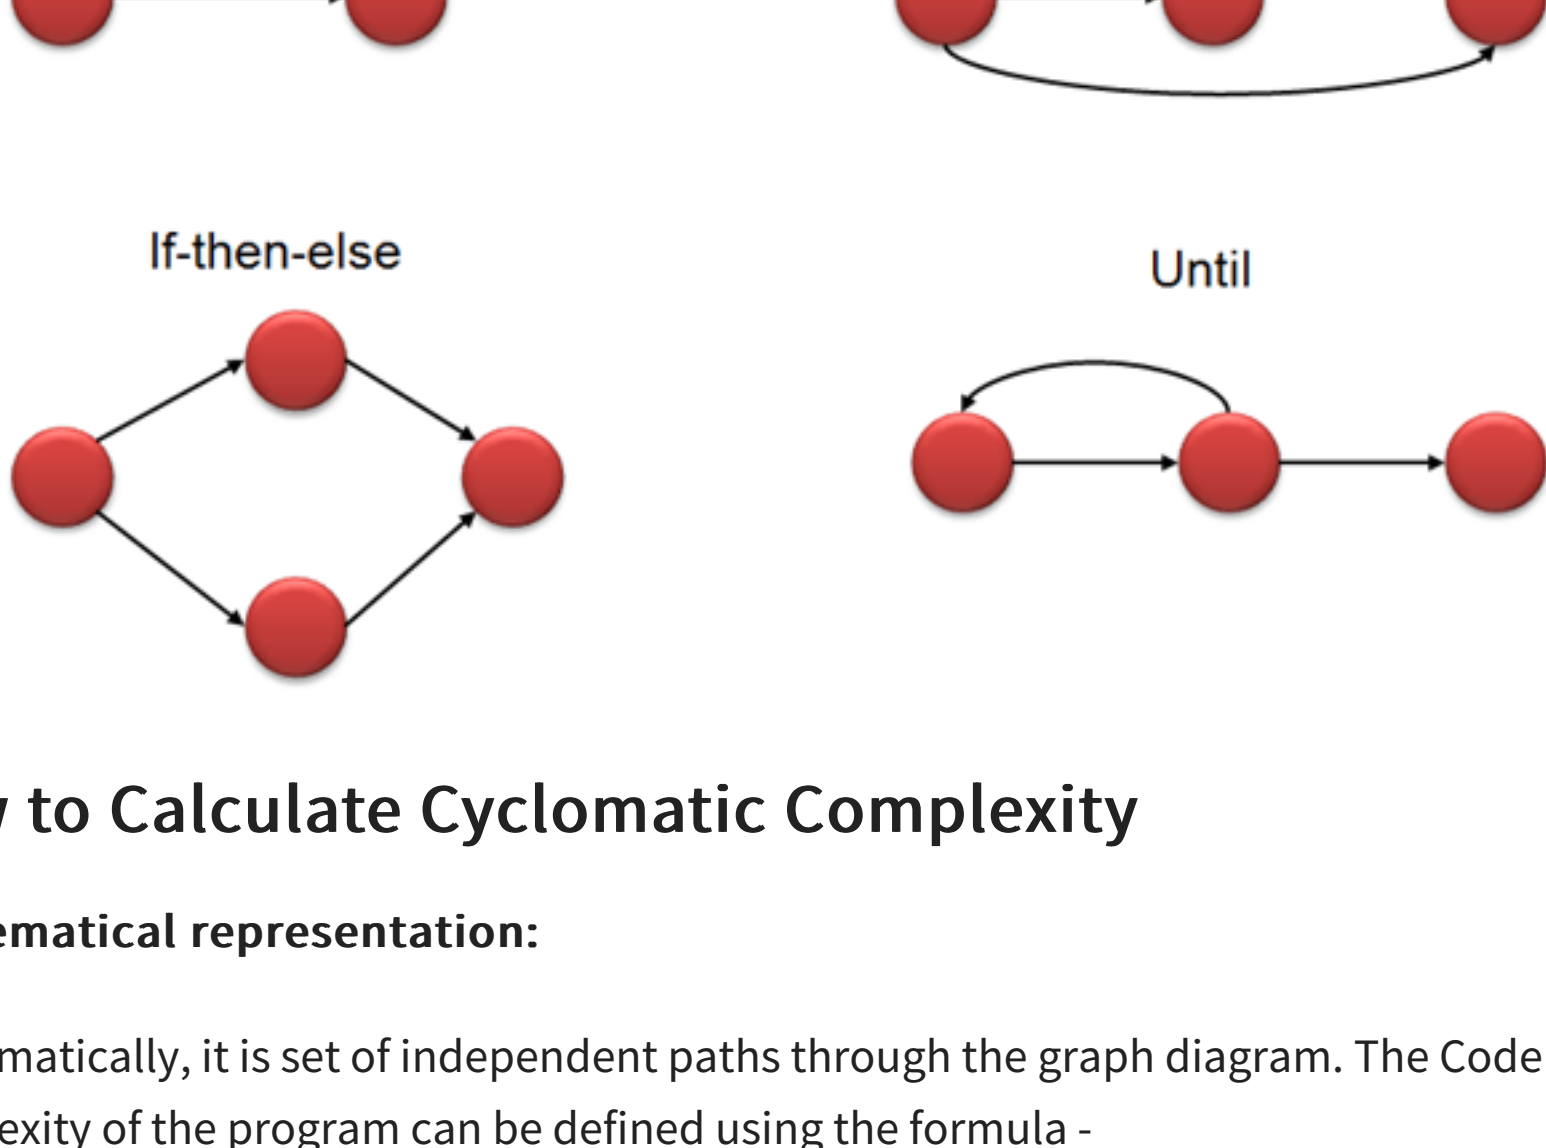 If-then-else
Until
to Calculate Cyclomatic Complexity
ematical representation:
matically, it is set of independent paths through the graph diagram. The Code
exity of the program can be defined using the formula -